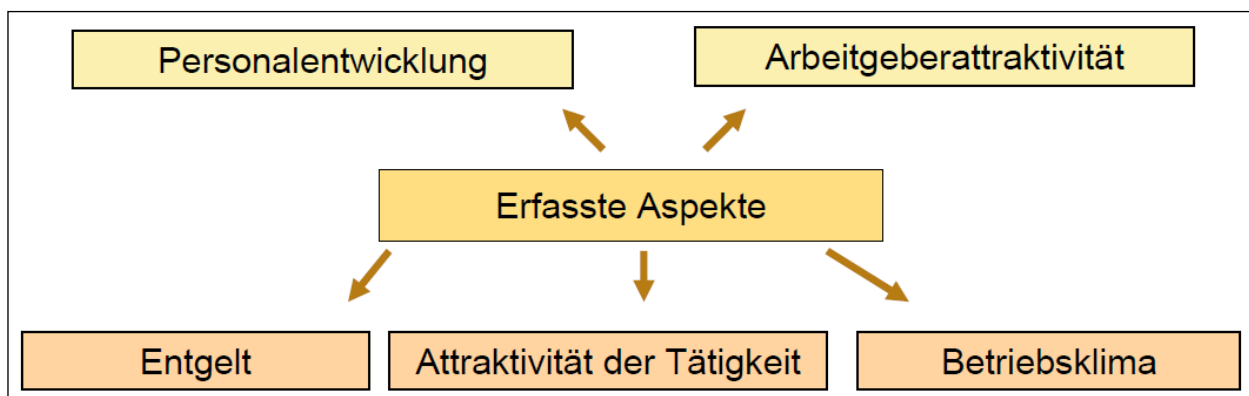 Personalentwicklung
Arbeitgeberattraktivität
Erfasste Aspekte
Entgelt
Attraktivität der Tätigkeit
Betriebsklima